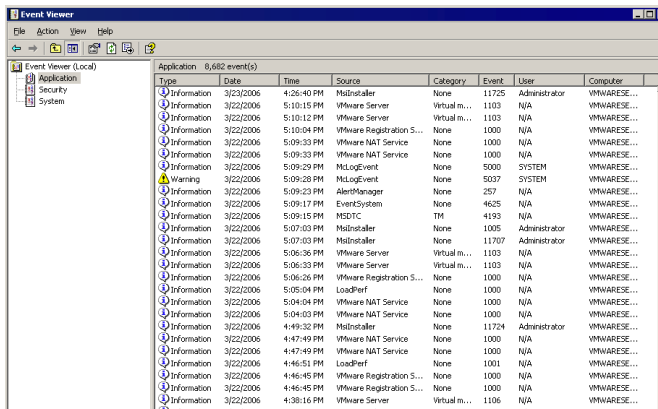 Event Viewer
File Action View Help
Event Viewer (Local)
Application
Security
System
Application 8,682 event(s)
Type Date Time Source Category Event User Computer
Information 3/23/2006 4:26:40 PM MsiInstaller None 11725 Administrator VMWARESE...
Information 3/22/2006 5:10:15 PM VMware Server Virtual m... 1103 N/A VMWARESE...
Information 3/22/2006 5:10:12 PM VMware Server Virtual m... 1103 N/A VMWARESE...
Information 3/22/2006 5:10:04 PM VMware Registration S... None 1000 N/A VMWARESE...
Information 3/22/2006 5:09:33 PM VMware NAT Service None 1000 N/A VMWARESE...
Information 3/22/2006 5:09:33 PM VMware NAT Service None 1000 N/A VMWARESE...
Information 3/22/2006 5:09:29 PM McLogEvent None 5000 SYSTEM VMWARESE...
Warning 3/22/2006 5:09:28 PM McLogEvent None 5037 SYSTEM VMWARESE...
Information 3/22/2006 5:09:23 PM AlertManager None 257 N/A VMWARESE...
Information 3/22/2006 5:09:17 PM EventSystem None 4625 N/A VMWARESE...
Information 3/22/2006 5:09:15 PM MSDTC TM 4193 N/A VMWARESE...
Information 3/22/2006 5:07:03 PM MsiInstaller None 1005 Administrator VMWARESE...
Information 3/22/2006 5:07:03 PM MsiInstaller None 11707 Administrator VMWARESE...
Information 3/22/2006 5:06:36 PM VMware Server Virtual m... 1103 N/A VMWARESE...
Information 3/22/2006 5:06:33 PM VMware Server Virtual m... 1103 N/A VMWARESE...
Information 3/22/2006 5:06:26 PM VMware Registration S... None 1000 N/A VMWARESE...
Information 3/22/2006 5:05:04 PM LoadPerf None 1000 N/A VMWARESE...
Information 3/22/2006 5:04:04 PM VMware NAT Service None 1000 N/A VMWARESE...
Information 3/22/2006 5:04:03 PM VMware NAT Service None 1000 N/A VMWARESE...
Information 3/22/2006 4:49:32 PM MsiInstaller None 11724 Administrator VMWARESE...
Information 3/22/2006 4:47:49 PM VMware NAT Service None 1000 N/A VMWARESE...
Information 3/22/2006 4:47:49 PM VMware NAT Service None 1000 N/A VMWARESE...
Information 3/22/2006 4:46:51 PM LoadPerf None 1001 N/A VMWARESE...
Information 3/22/2006 4:46:45 PM VMware Registration S... None 1000 N/A VMWARESE...
Information 3/22/2006 4:46:45 PM VMware Registration S... None 1000 N/A VMWARESE...
Information 3/22/2006 4:38:16 PM VMware Server Virtual m... 1106 N/A VMWARESE...